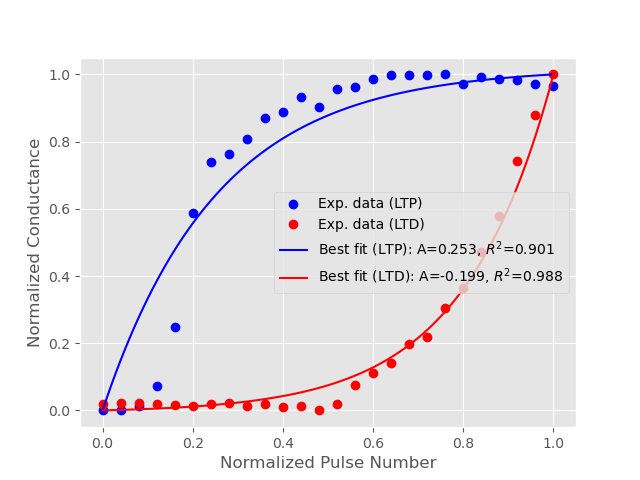 1.0
0.8
0.6
0.4
0.2
0.0
Normalized Conductance
Exp. data (LTP)
Exp. data (LTD)
Best fit (LTP): A=0.253, R²=0.901
Best fit (LTD): A=-0.199, R²=0.988
0.0 0.2 0.4 0.6 0.8 1.0
Normalized Pulse Number